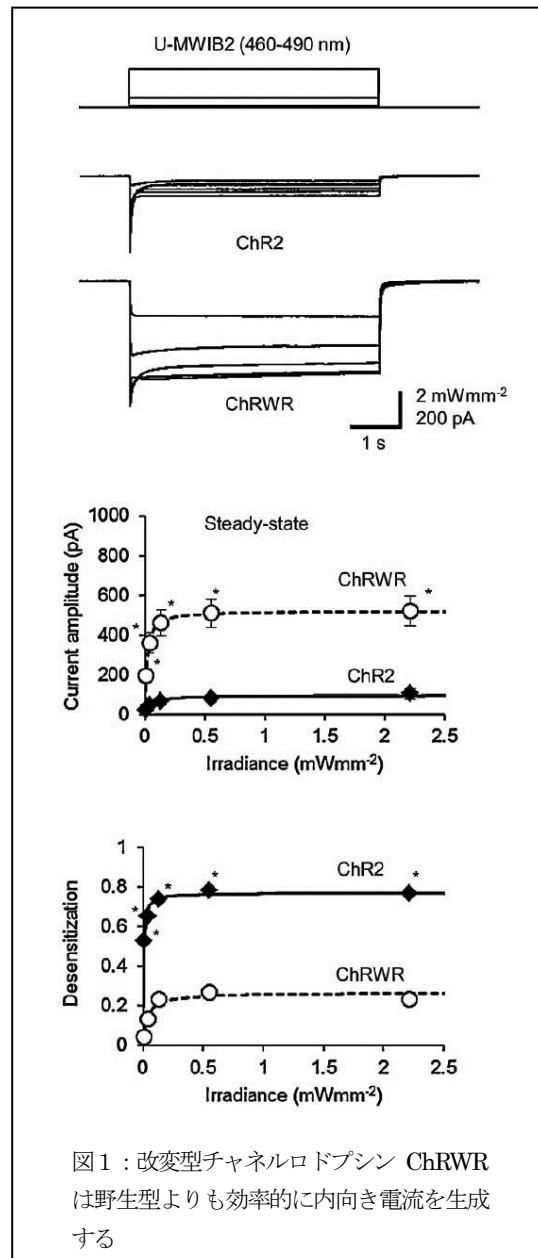 U-MWIB2 (460-490 nm)
ChR2
ChRWR
2 mWmm-2
200 pA
1 s
Steady-state
Current amplitude (pA)
1000
800
600
400
200
0
ChRWR
ChR2
* * * * *
0 0.5 1 1.5 2 2.5
Irradiance (mWmm-2)
Desensitization
1
0.8
0.6
0.4
0.2
0
ChR2
ChRWR
* * * * *
0 0.5 1 1.5 2 2.5
Irradiance (mWmm-2)
図1：改変型チャネルロドプシン ChRWR
は野生型よりも効率的に内向き電流を生成
する